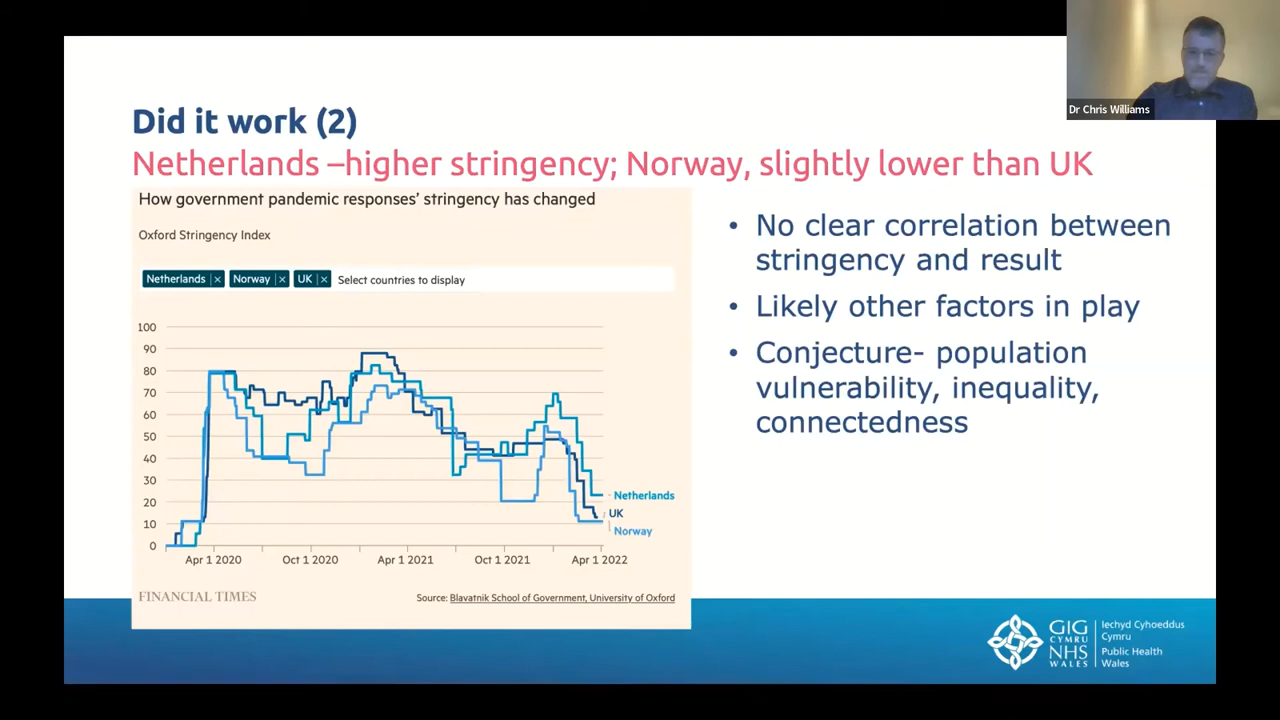 Dr Chris Williams
Did it work (2)
Netherlands –higher stringency; Norway, slightly lower than UK
How government pandemic responses’ stringency has changed
Oxford Stringency Index
Netherlands × Norway × UK × Select countries to display
100
90
80
70
60
50
40
30
20
10
0
Netherlands
UK
Norway
Apr 1 2020 Oct 1 2020 Apr 1 2021 Oct 1 2021 Apr 1 2022
FINANCIAL TIMES
Source: Blavatnik School of Government, University of Oxford
• No clear correlation between
stringency and result
• Likely other factors in play
• Conjecture- population
vulnerability, inequality,
connectedness
GIG
CYMRU
NHS
WALES
Iechyd Cyhoeddus
Cymru
Public Health
Wales